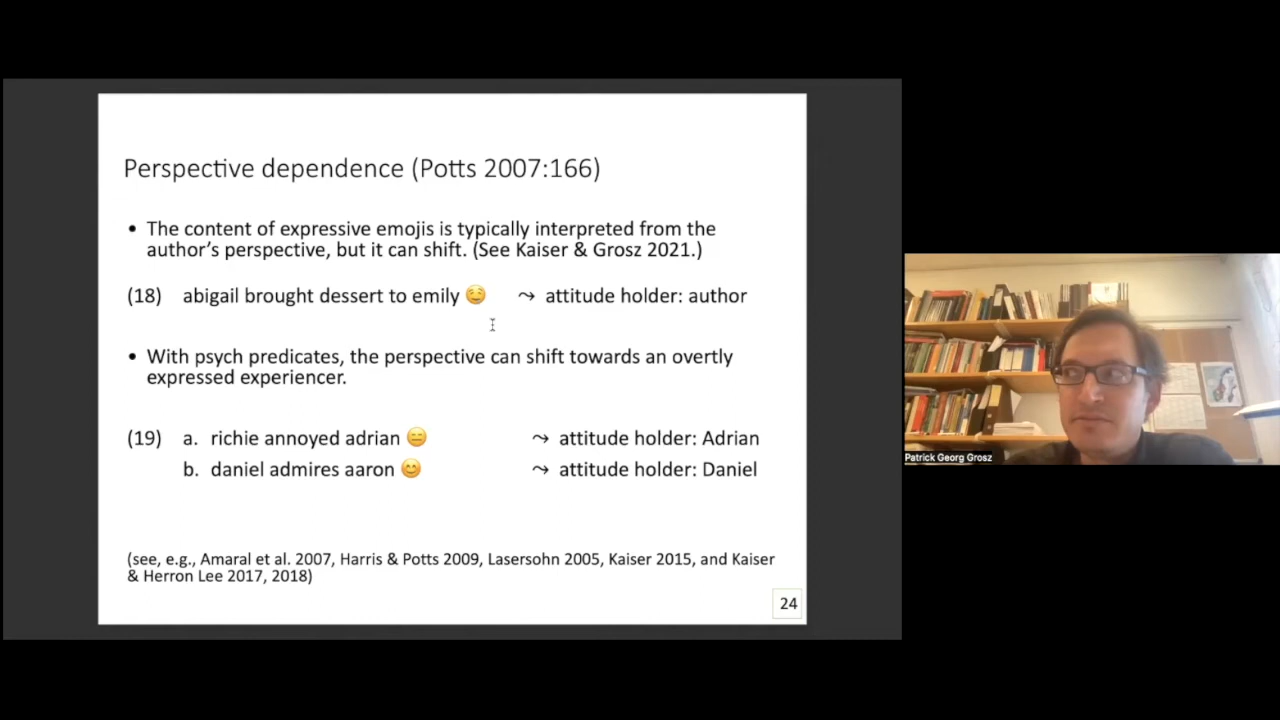 Perspective dependence (Potts 2007:166)
• The content of expressive emojis is typically interpreted from the
author's perspective, but it can shift. (See Kaiser & Grosz 2021.)
(18) abigail brought dessert to emily 🤤 ⤳ attitude holder: author
• With psych predicates, the perspective can shift towards an overtly
expressed experiencer.
(19) a. richie annoyed adrian 😑 ⤳ attitude holder: Adrian
b. daniel admires aaron 😊 ⤳ attitude holder: Daniel
(see, e.g., Amaral et al. 2007, Harris & Potts 2009, Lasersohn 2005, Kaiser 2015, and Kaiser
& Herron Lee 2017, 2018)
24
Patrick Georg Grosz